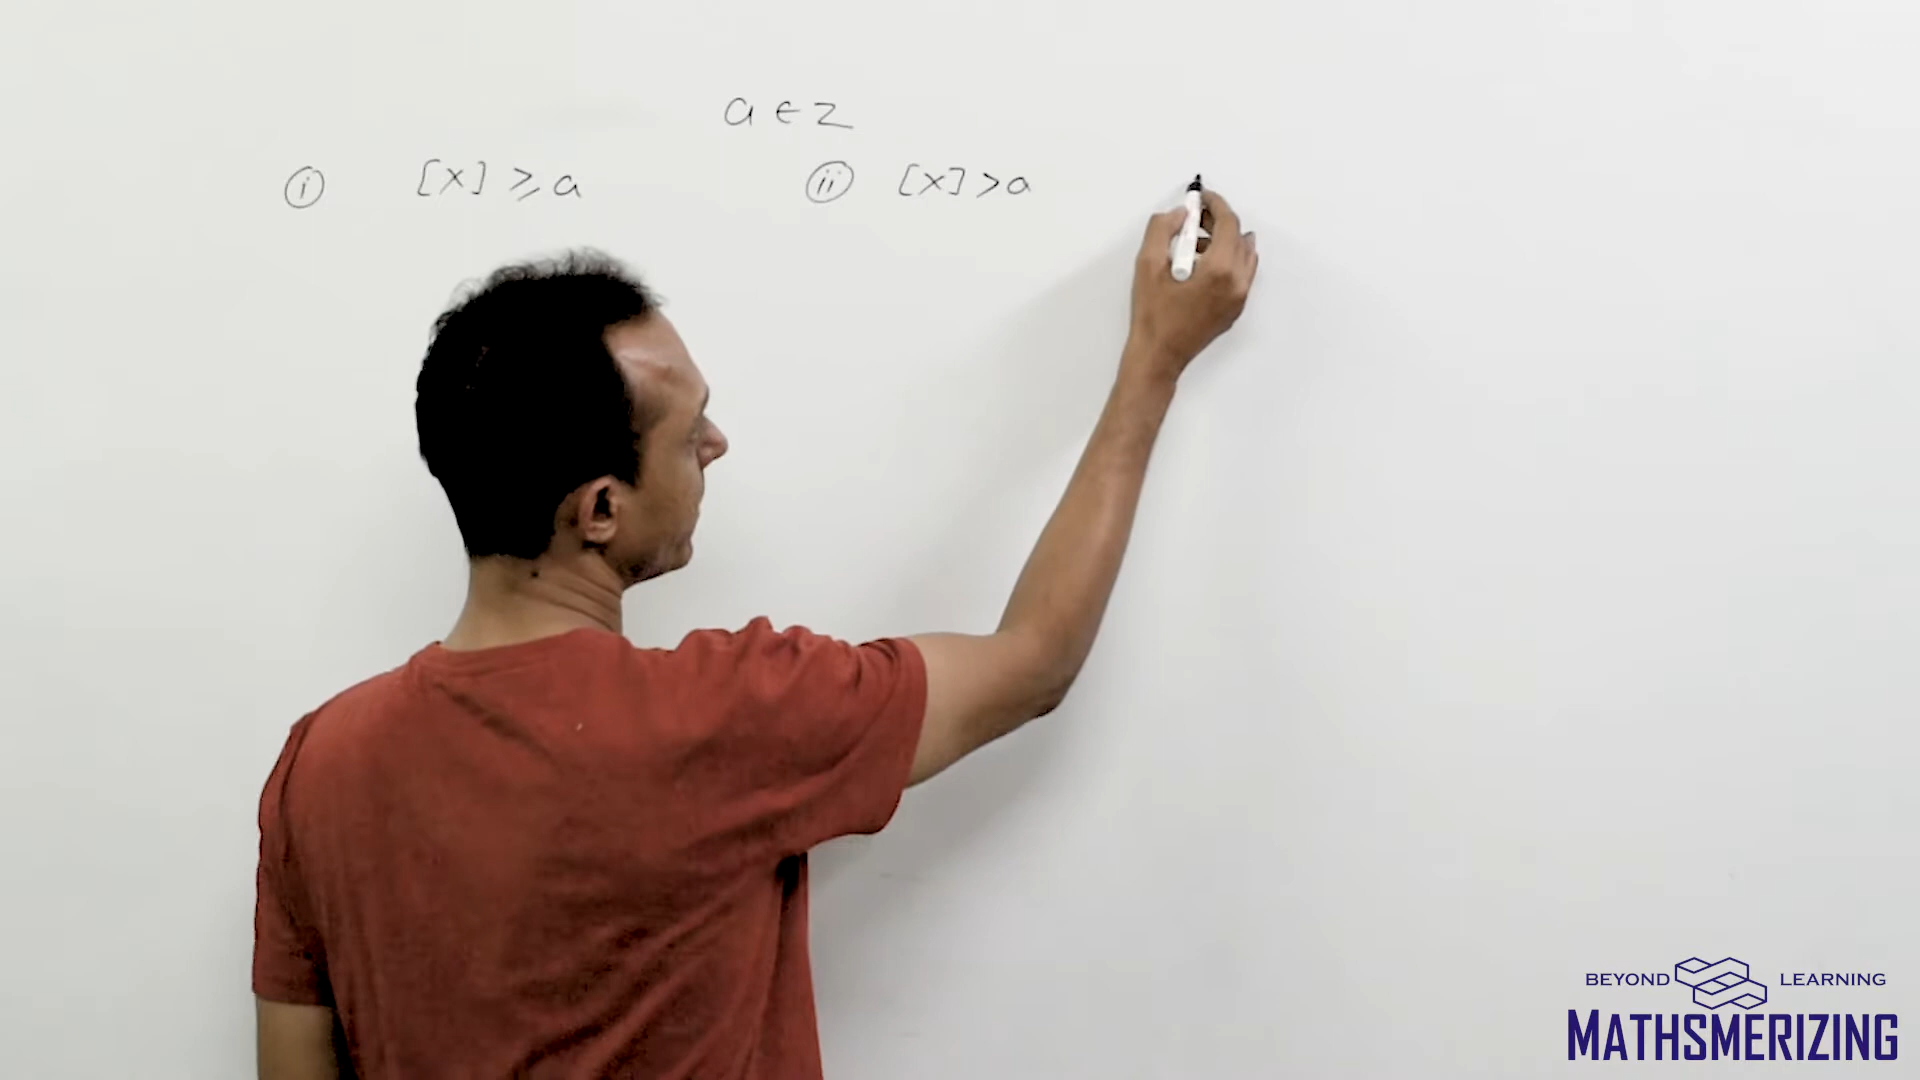 a ∈ Z
(i) [x] ⩾ a (ii) [x] > a
BEYOND LEARNING
MATHSMERIZING